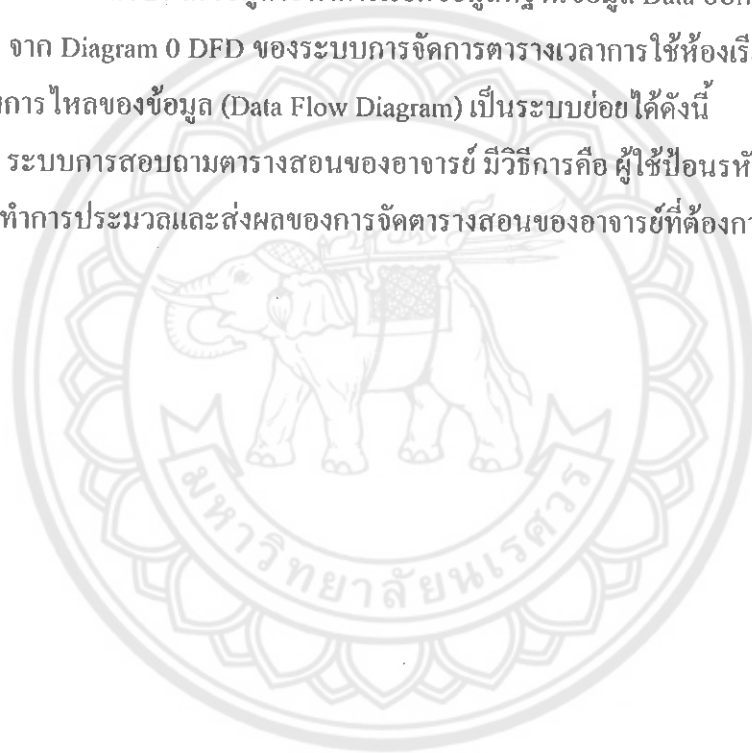 จาก Diagram 0 DFD ของระบบการจัดการตารางเวลาการใช้ห้องเรี
การไหลของข้อมูล (Data Flow Diagram) เป็นระบบย่อยได้ดังนี้
ระบบการสอบถามตารางสอนของอาจารย์ มีวิธีการคือ ผู้ใช้ป้อนรหั
ทำการประมวลและส่งผลของการจัดตารางสอนของอาจารย์ที่ต้องกา
มหาวิทยาลัยนเรศวร